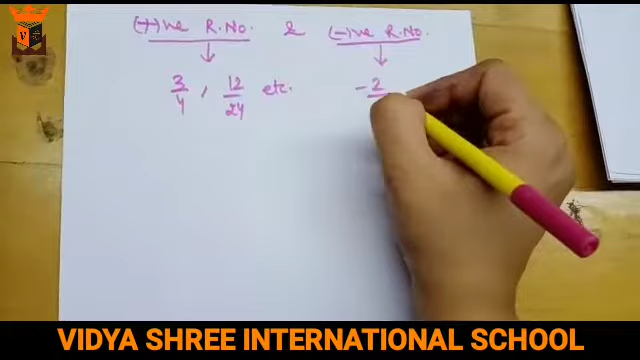 (+)ve R.No. & (-)ve R.No.
3/4 , 12/24 etc. -2
VIDYA SHREE INTERNATIONAL SCHOOL